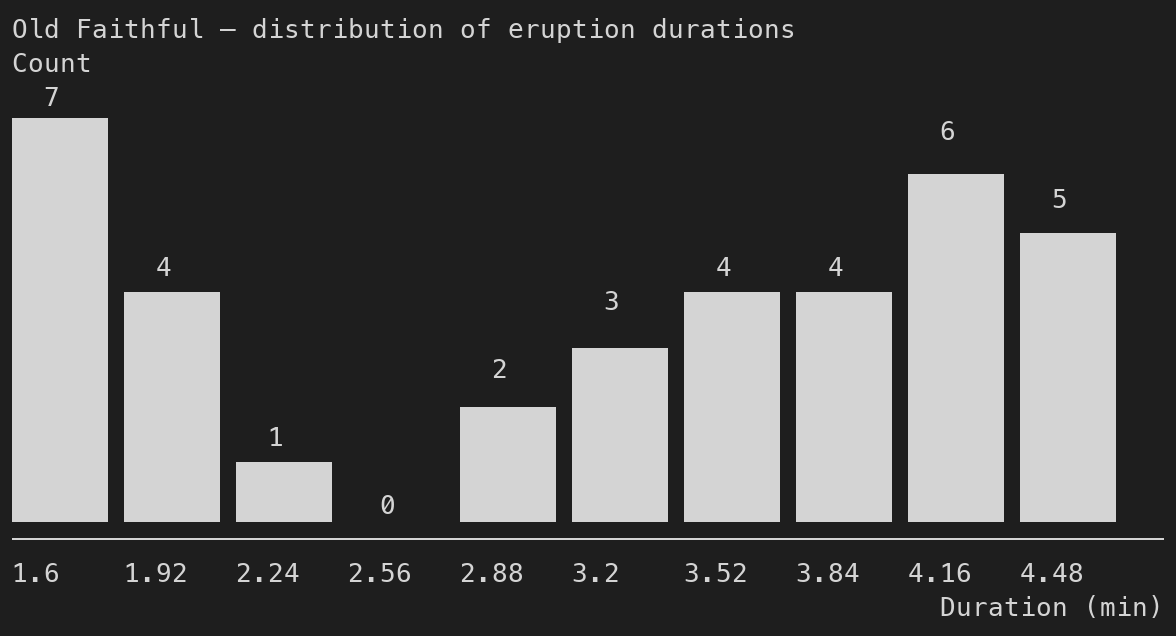 Old Faithful — distribution of eruption durations
Count
7
6
5
4 4 4
3
2
1
0
1.6 1.92 2.24 2.56 2.88 3.2 3.52 3.84 4.16 4.48
Duration (min)